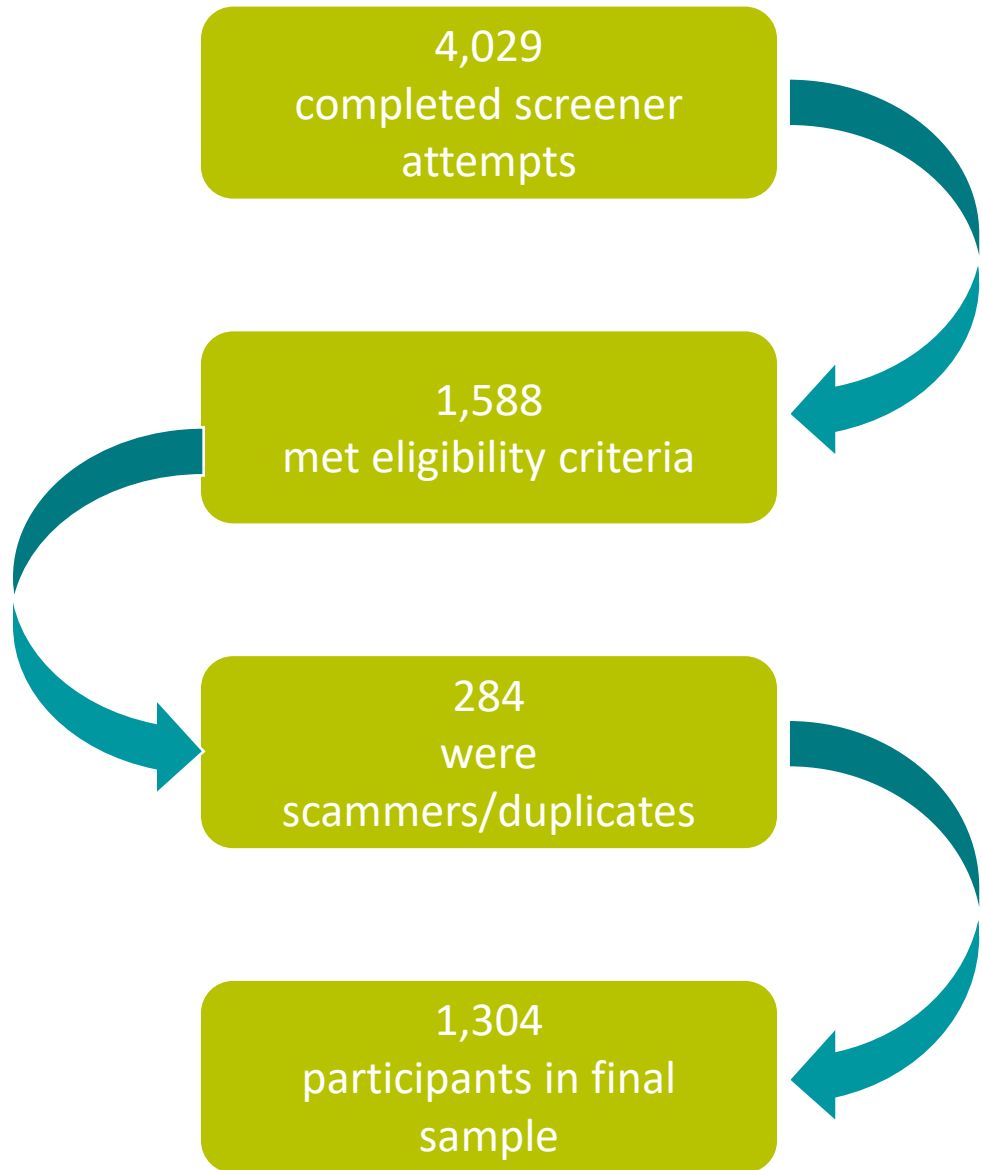 4,029
completed screener
attempts
1,588
met eligibility criteria
284
were
scammers/duplicates
1,304
participants in final
sample